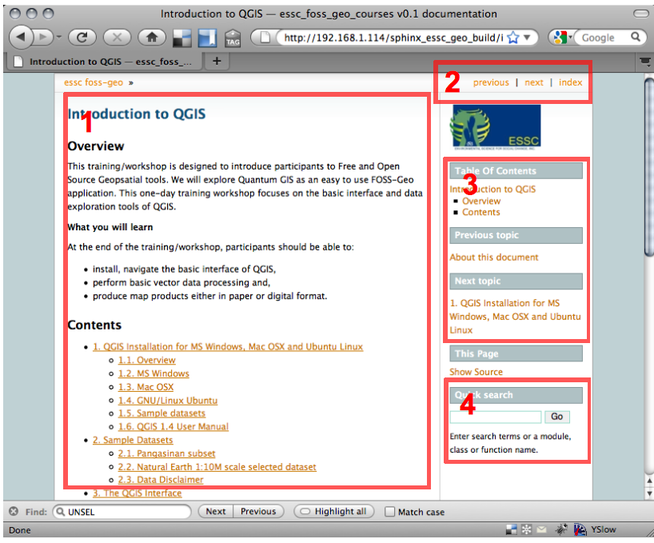 Introduction to QGIS — essc_foss_geo_courses v0.1 documentation
http://192.168.1.114/sphinx_essc_geo_build/i
Google
TAG
Introduction to QGIS — essc_foss_...
essc foss-geo »
2
previous | next | index
1
Introduction to QGIS
Overview
This training/workshop is designed to introduce participants to Free and Open
Source Geopsatial tools. We will explore Quantum GIS as an easy to use FOSS-Geo
application. This one-day training workshop focuses on the basic interface and data
exploration tools of QGIS.
What you will learn
At the end of the training/workshop, participants should be able to:
install, navigate the basic interface of QGIS,
perform basic vector data processing and,
produce map products either in paper or digital format.
Contents
1. QGIS Installation for MS Windows, Mac OSX and Ubuntu Linux
1.1. Overview
1.2. MS Windows
1.3. Mac OSX
1.4. GNU/Linux Ubuntu
1.5. Sample datasets
1.6. QGIS 1.4 User Manual
2. Sample Datasets
2.1. Pangasinan subset
2.2. Natural Earth 1:10M scale selected dataset
2.3. Data Disclaimer
3. The QGIS Interface
ESSC
3
Table Of Contents
Introduction to QGIS
Overview
Contents
Previous topic
About this document
Next topic
1. QGIS Installation for MS
Windows, Mac OSX and Ubuntu
Linux
This Page
Show Source
4
Quick search
Go
Enter search terms or a module,
class or function name.
Find: UNSEL Next Previous Highlight all Match case
Done
YSlow